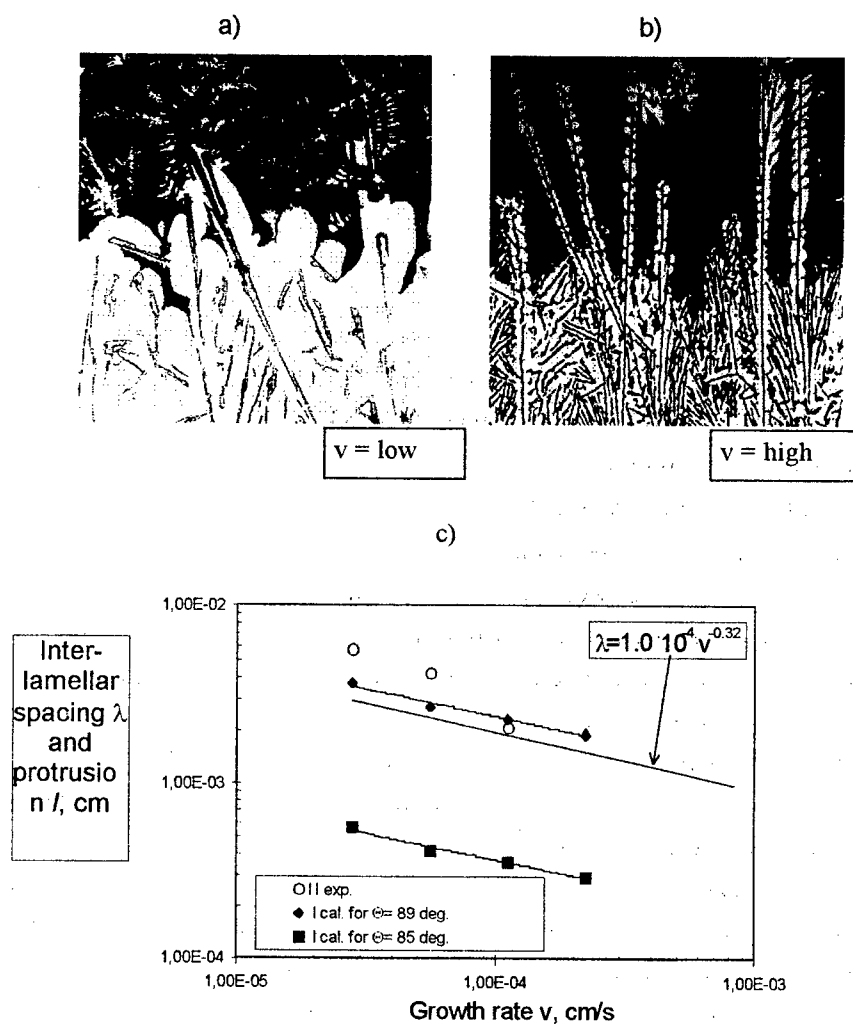 a)
b)
v = low
v = high
c)
Inter-
lamellar
spacing λ
and
protrusio
n l, cm
1,00E-02
1,00E-03
1,00E-04
λ=1.0 10⁻⁴ v⁻⁰·³²
O l exp.
◆ l cal. for Θ= 89 deg.
■ l cal. for Θ= 85 deg.
1,00E-05
1,00E-04
1,00E-03
Growth rate v, cm/s